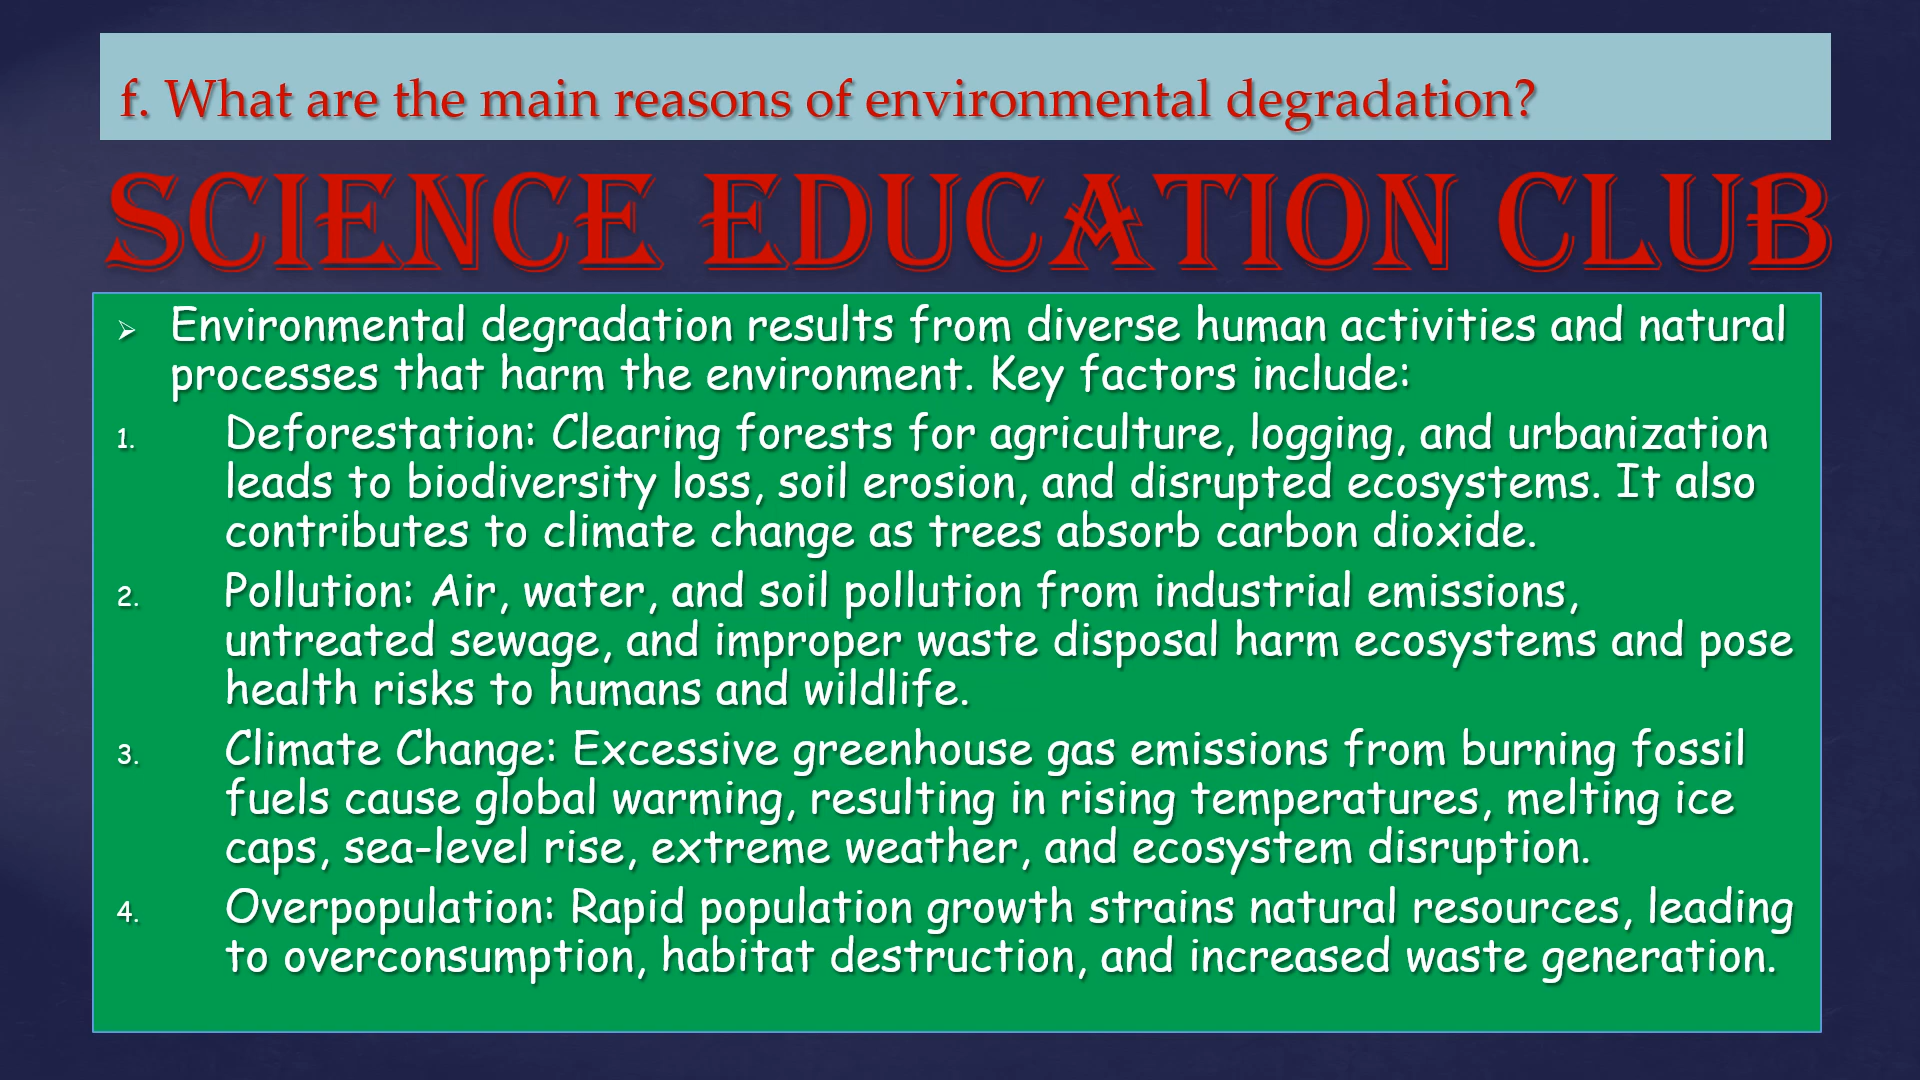 f. What are the main reasons of environmental degradation?
SCIENCE EDUCATION CLUB
➢ Environmental degradation results from diverse human activities and natural
processes that harm the environment. Key factors include:
1. Deforestation: Clearing forests for agriculture, logging, and urbanization
leads to biodiversity loss, soil erosion, and disrupted ecosystems. It also
contributes to climate change as trees absorb carbon dioxide.
2. Pollution: Air, water, and soil pollution from industrial emissions,
untreated sewage, and improper waste disposal harm ecosystems and pose
health risks to humans and wildlife.
3. Climate Change: Excessive greenhouse gas emissions from burning fossil
fuels cause global warming, resulting in rising temperatures, melting ice
caps, sea-level rise, extreme weather, and ecosystem disruption.
4. Overpopulation: Rapid population growth strains natural resources, leading
to overconsumption, habitat destruction, and increased waste generation.